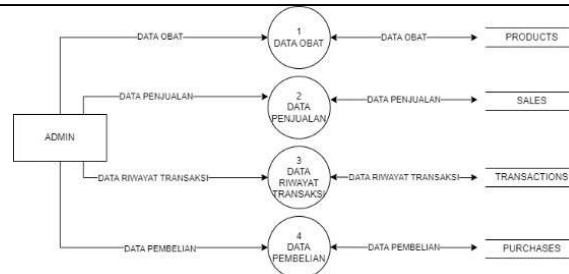 1
DATA OBAT
DATA OBAT
DATA OBAT
PRODUCTS
DATA PENJUALAN
2
DATA
PENJUALAN
DATA PENJUALAN
SALES
ADMIN
DATA RIWAYAT TRANSAKSI
3
DATA
RIWAYAT
TRANSAKSI
DATA RIWAYAT TRANSAKSI
TRANSACTIONS
DATA PEMBELIAN
4
DATA
PEMBELIAN
DATA PEMBELIAN
PURCHASES